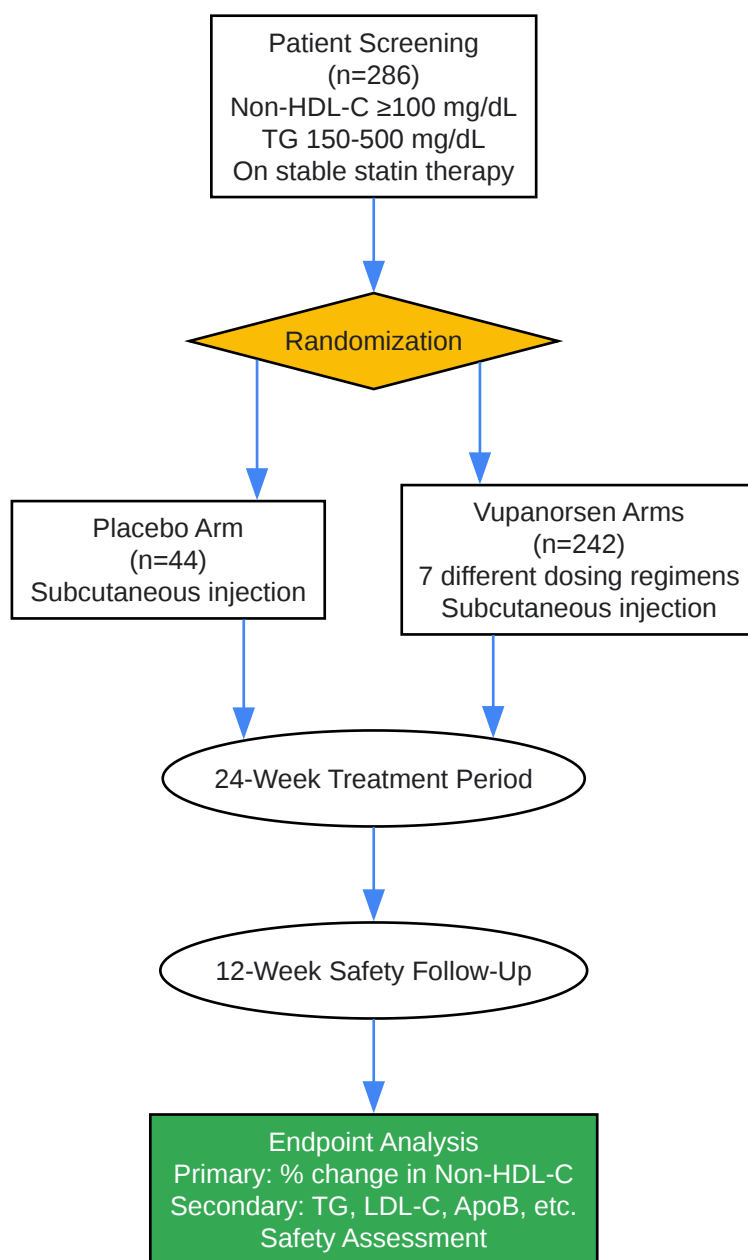 Patient Screening
(n=286)
Non-HDL-C ≥100 mg/dL
TG 150-500 mg/dL
On stable statin therapy
Randomization
Placebo Arm
(n=44)
Subcutaneous injection
Vupanorsen Arms
(n=242)
7 different dosing regimens
Subcutaneous injection
24-Week Treatment Period
12-Week Safety Follow-Up
Endpoint Analysis
Primary: % change in Non-HDL-C
Secondary: TG, LDL-C, ApoB, etc.
Safety Assessment